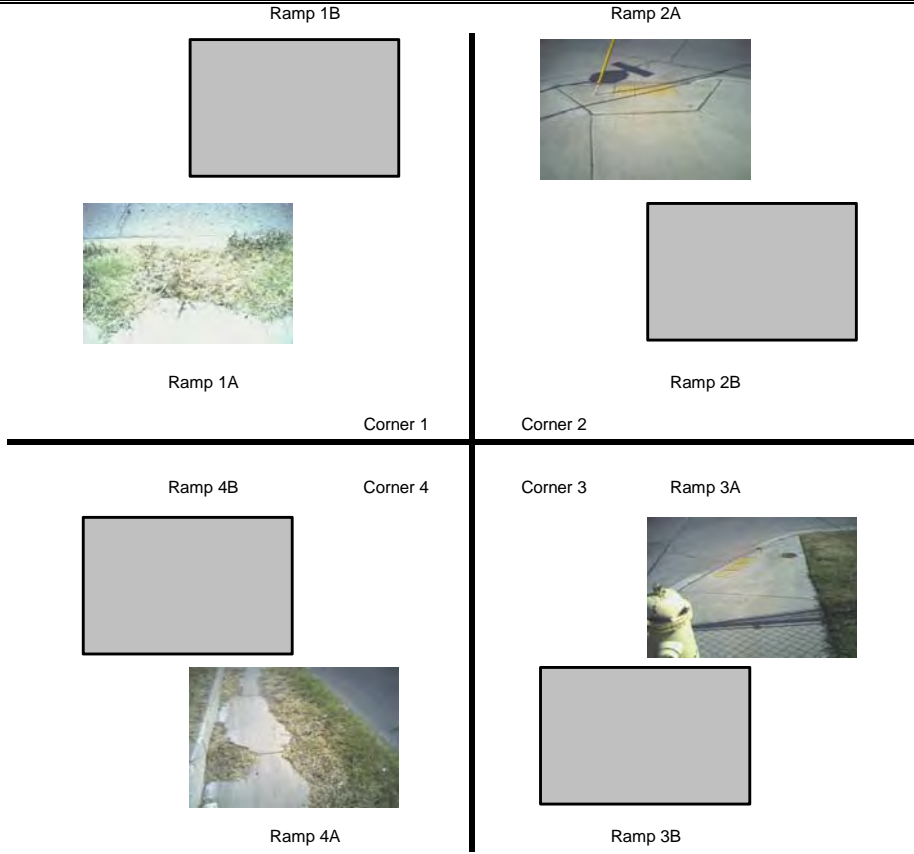 Ramp 1B
Ramp 2A
Ramp 1A
Ramp 2B
Corner 1
Corner 2
Ramp 4B
Corner 4
Corner 3
Ramp 3A
Ramp 4A
Ramp 3B